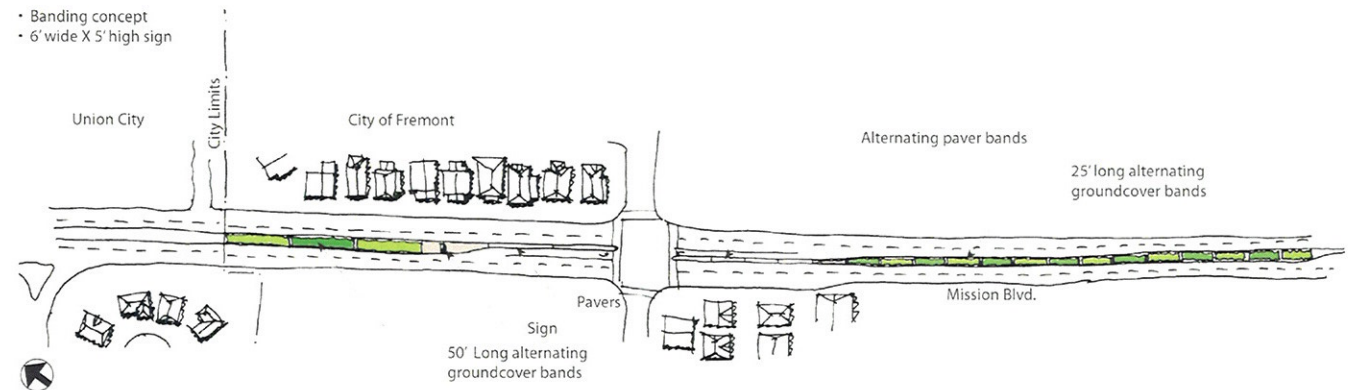 • Banding concept
• 6' wide X 5' high sign
Union City
City Limits
City of Fremont
Alternating paver bands
25' long alternating
groundcover bands
Pavers
Mission Blvd.
Sign
50' Long alternating
groundcover bands